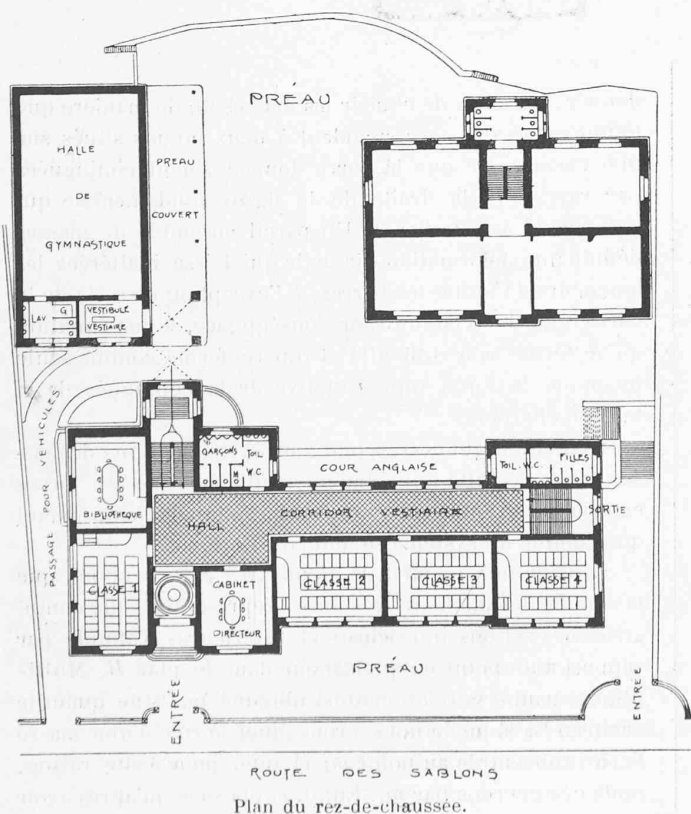 PRÉAU
HALLE
DE
GYMNASTIQUE
PREAU
COUVERT
LAV
G
VESTIBULE
VESTIAIRE
PASSAGE POUR VÉHICULES
BIBLIOTHEQUE
GARÇONS
TOIL.
W.C.
M
COUR ANGLAISE
TOIL. W.C.
FILLES
HALL
CORRIDOR VESTIAIRE
SORTIE
CLASSE 1
CABINET
DIRECTEUR
CLASSE 2
CLASSE 3
CLASSE 4
PRÉAU
ENTRÉE
ENTRÉE
ROUTE DES SABLONS
Plan du rez-de-chaussée.